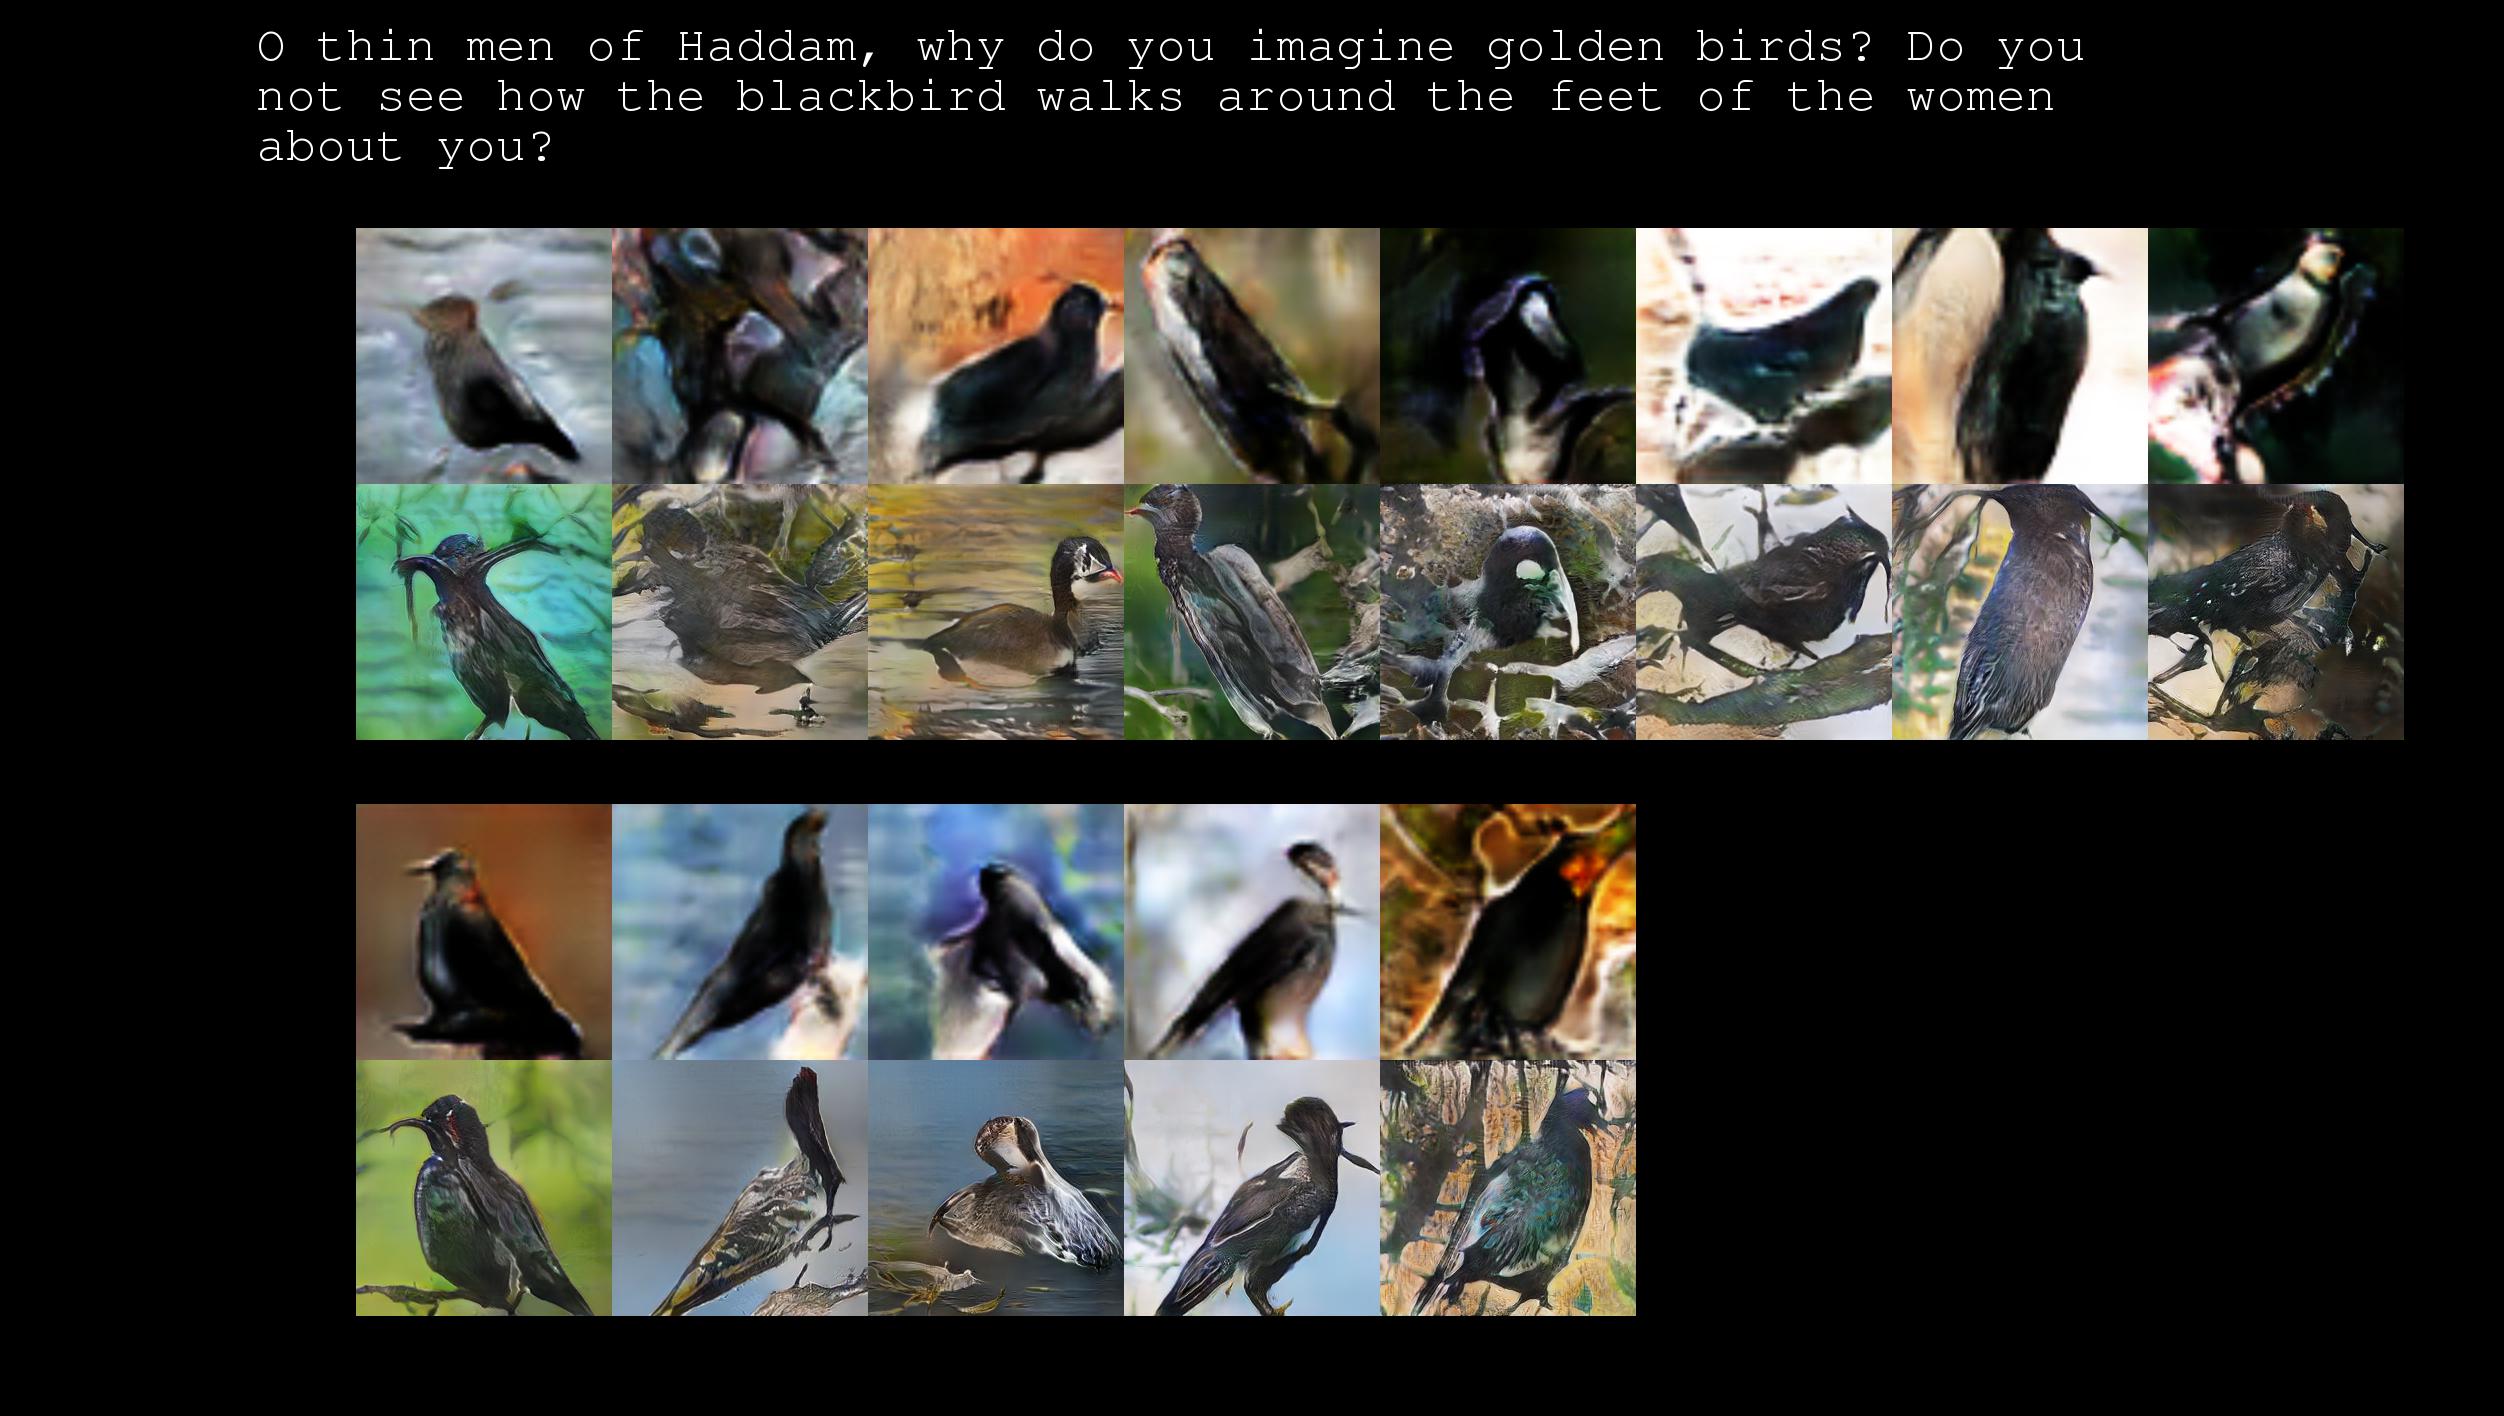 O thin men of Haddam, why do you imagine golden birds? Do you
not see how the blackbird walks around the feet of the women
about you?